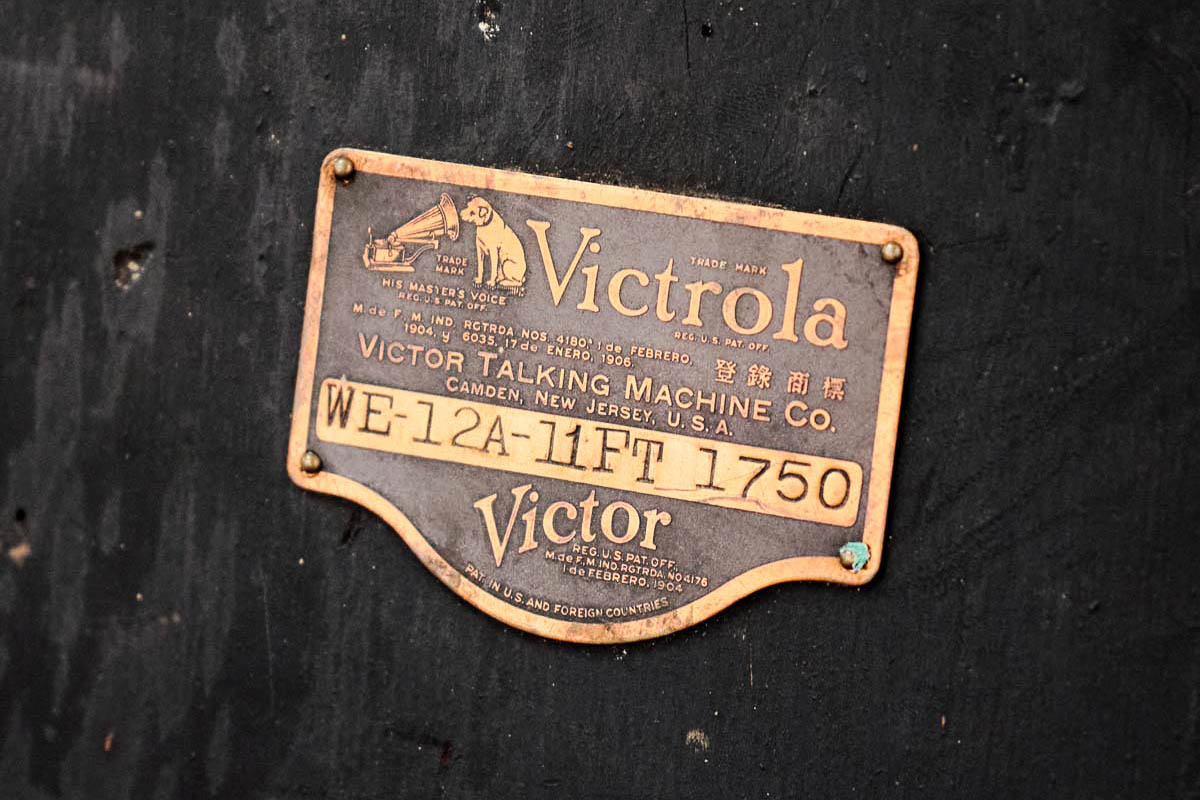 TRADE
MARK
HIS MASTER'S VOICE
REG. U.S. PAT. OFF.
TRADE MARK
Victrola
REG. U.S. PAT. OFF.
M. de F. M. IND. RGTRDA NOS. 4180, 1 de FEBRERO,
1904, y 6035, 17 de ENERO, 1906.
登錄商標
VICTOR TALKING MACHINE CO.
CAMDEN, NEW JERSEY, U.S.A.
WE-12A-11FT 1750
Victor
REG. U.S. PAT. OFF.
M. de F. M. IND. RGTRDA. NO 4176
1 de FEBRERO, 1904
PAT. IN U.S. AND FOREIGN COUNTRIES